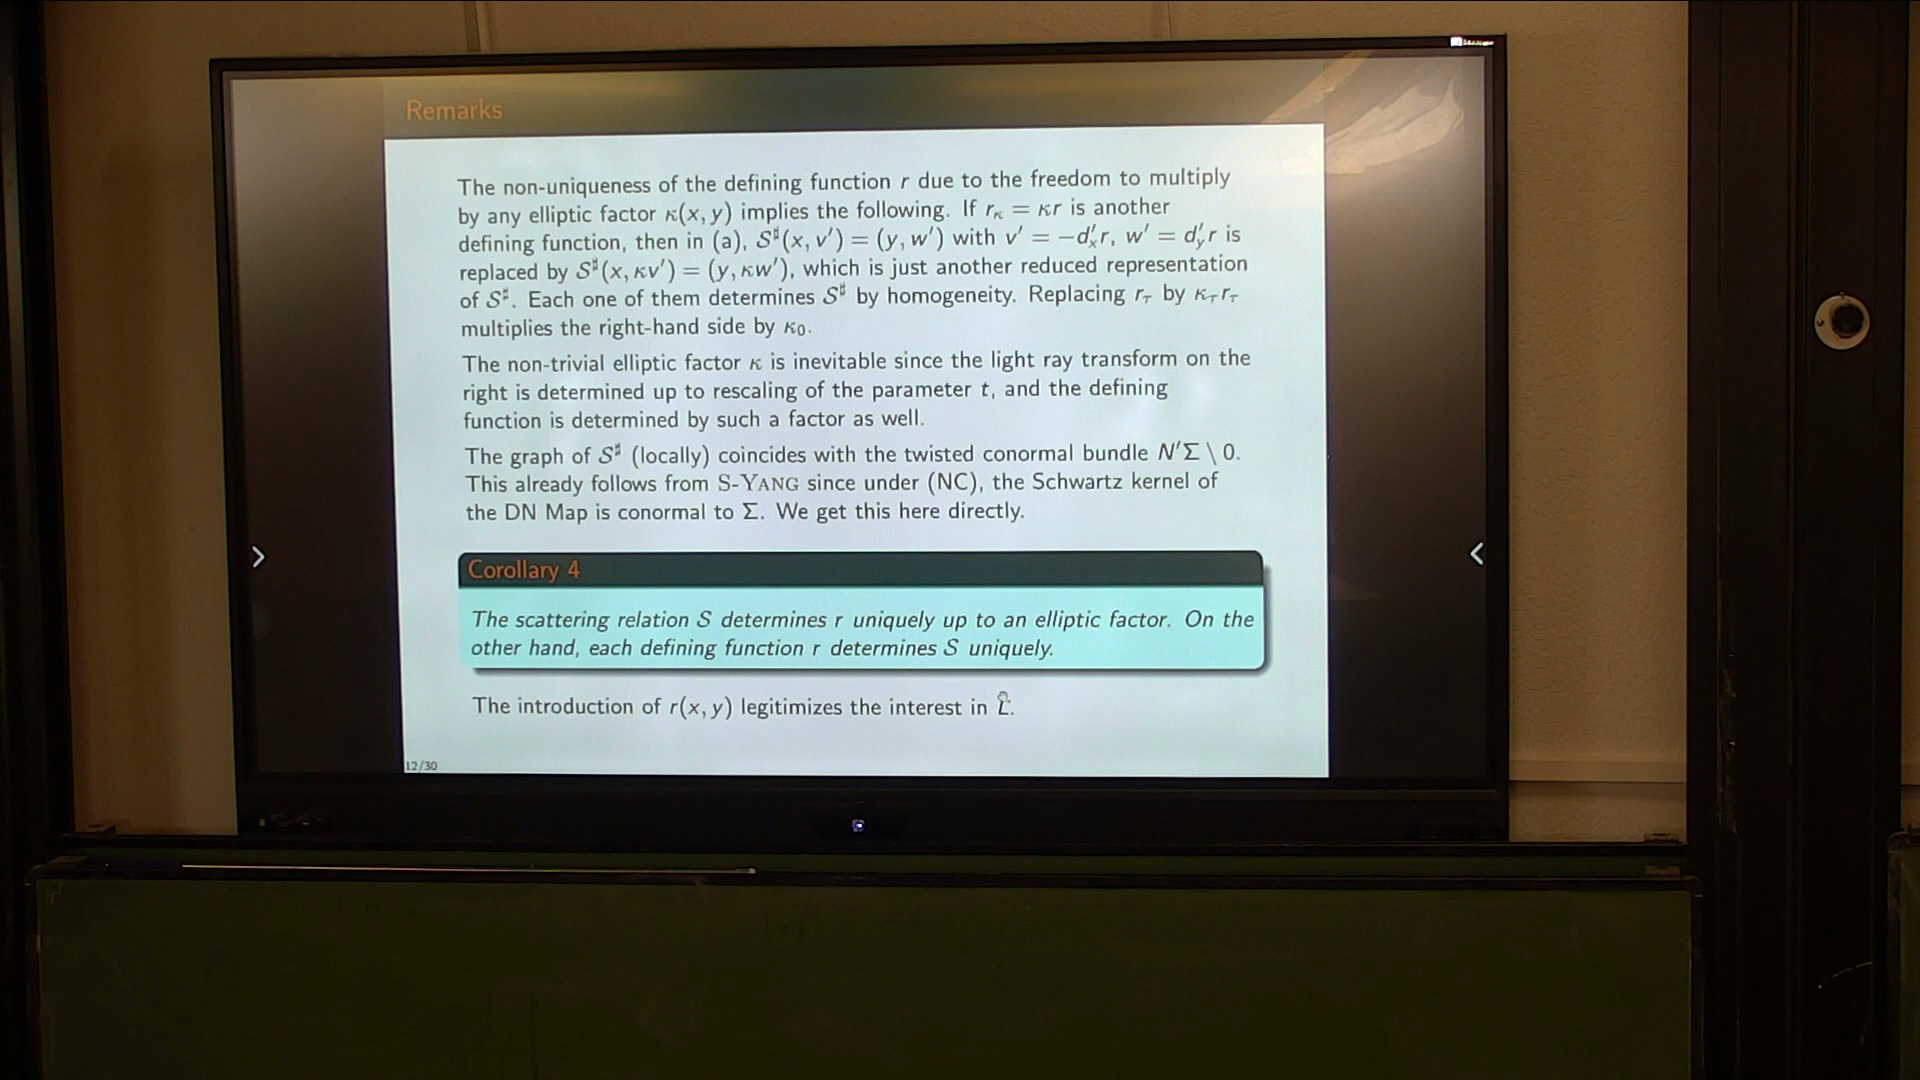 Remarks
The non-uniqueness of the defining function r due to the freedom to multiply
by any elliptic factor κ(x, y) implies the following. If r_κ = κr is another
defining function, then in (a), S^♯(x, v′) = (y, w′) with v′ = −d′_x r, w′ = d′_y r is
replaced by S^♯(x, κv′) = (y, κw′), which is just another reduced representation
of S^♯. Each one of them determines S^♯ by homogeneity. Replacing r_τ by κ_τ r_τ
multiplies the right-hand side by κ₀.
The non-trivial elliptic factor κ is inevitable since the light ray transform on the
right is determined up to rescaling of the parameter t, and the defining
function is determined by such a factor as well.
The graph of S^♯ (locally) coincides with the twisted conormal bundle N′Σ \ 0.
This already follows from S-YANG since under (NC), the Schwartz kernel of
the DN Map is conormal to Σ. We get this here directly.
Corollary 4
The scattering relation S determines r uniquely up to an elliptic factor. On the
other hand, each defining function r determines S uniquely.
The introduction of r(x, y) legitimizes the interest in L.
12/30